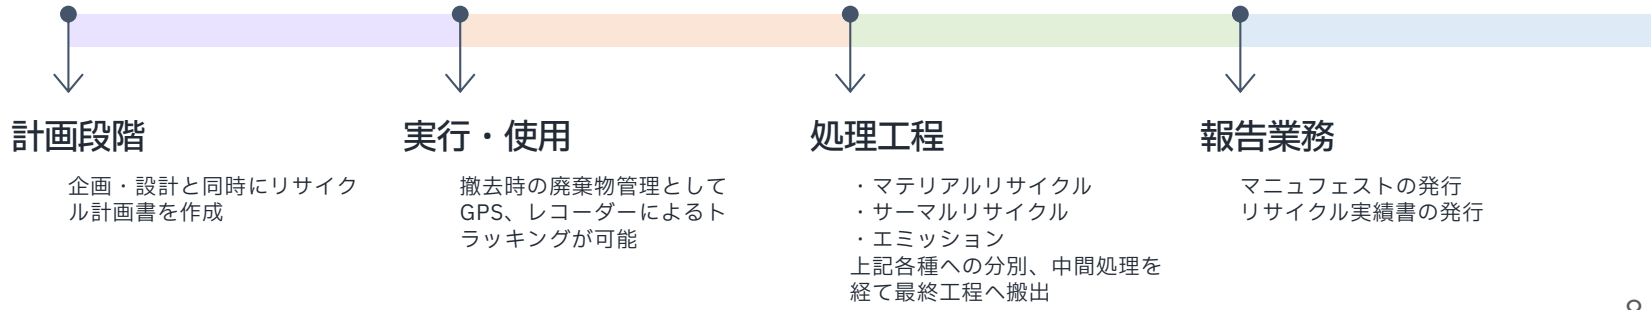 計画段階
企画・設計と同時にリサイク
ル計画書を作成
実行・使用
撤去時の廃棄物管理として
GPS、レコーダーによるト
ラッキングが可能
処理工程
・マテリアルリサイクル
・サーマルリサイクル
・エミッション
上記各種への分別、中間処理を
経て最終工程へ搬出
報告業務
マニュフェストの発行
リサイクル実績書の発行